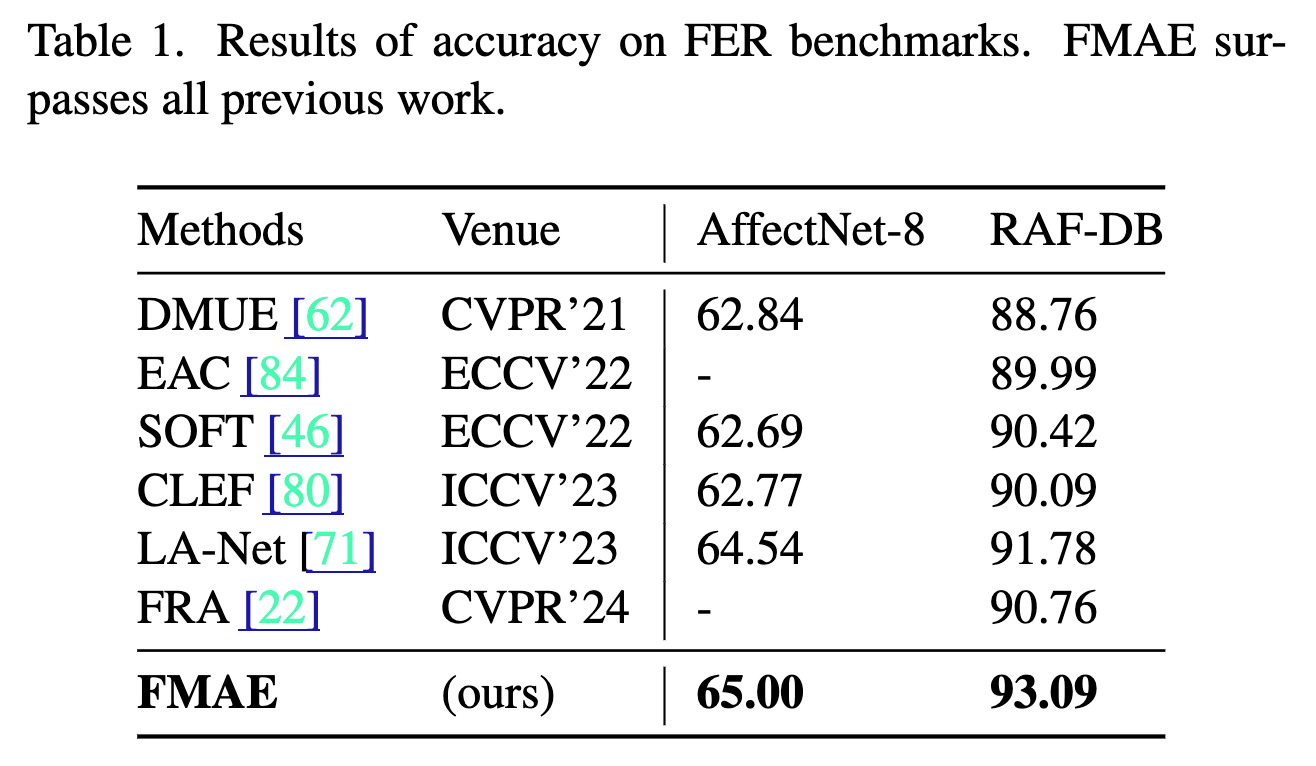 Table 1. Results of accuracy on FER benchmarks. FMAE sur-
passes all previous work.
Methods Venue AffectNet-8 RAF-DB
DMUE [62] CVPR’21 62.84 88.76
EAC [84] ECCV’22 - 89.99
SOFT [46] ECCV’22 62.69 90.42
CLEF [80] ICCV’23 62.77 90.09
LA-Net [71] ICCV’23 64.54 91.78
FRA [22] CVPR’24 - 90.76
FMAE (ours) 65.00 93.09